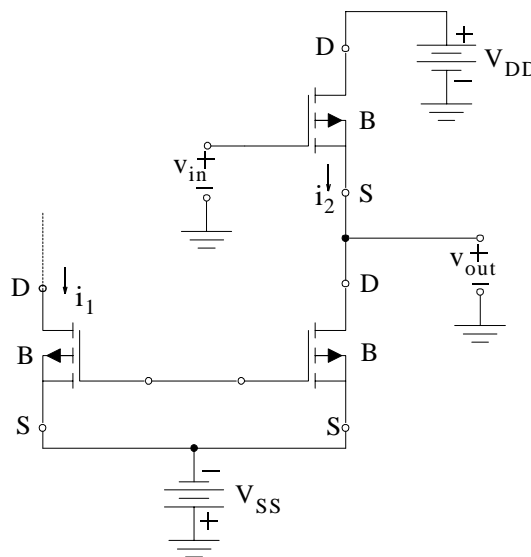 D
+
V_DD
−
B
v_in
+
−
i_2
S
v_out
+
−
D
i_1
D
B
B
S
S
−
V_SS
+